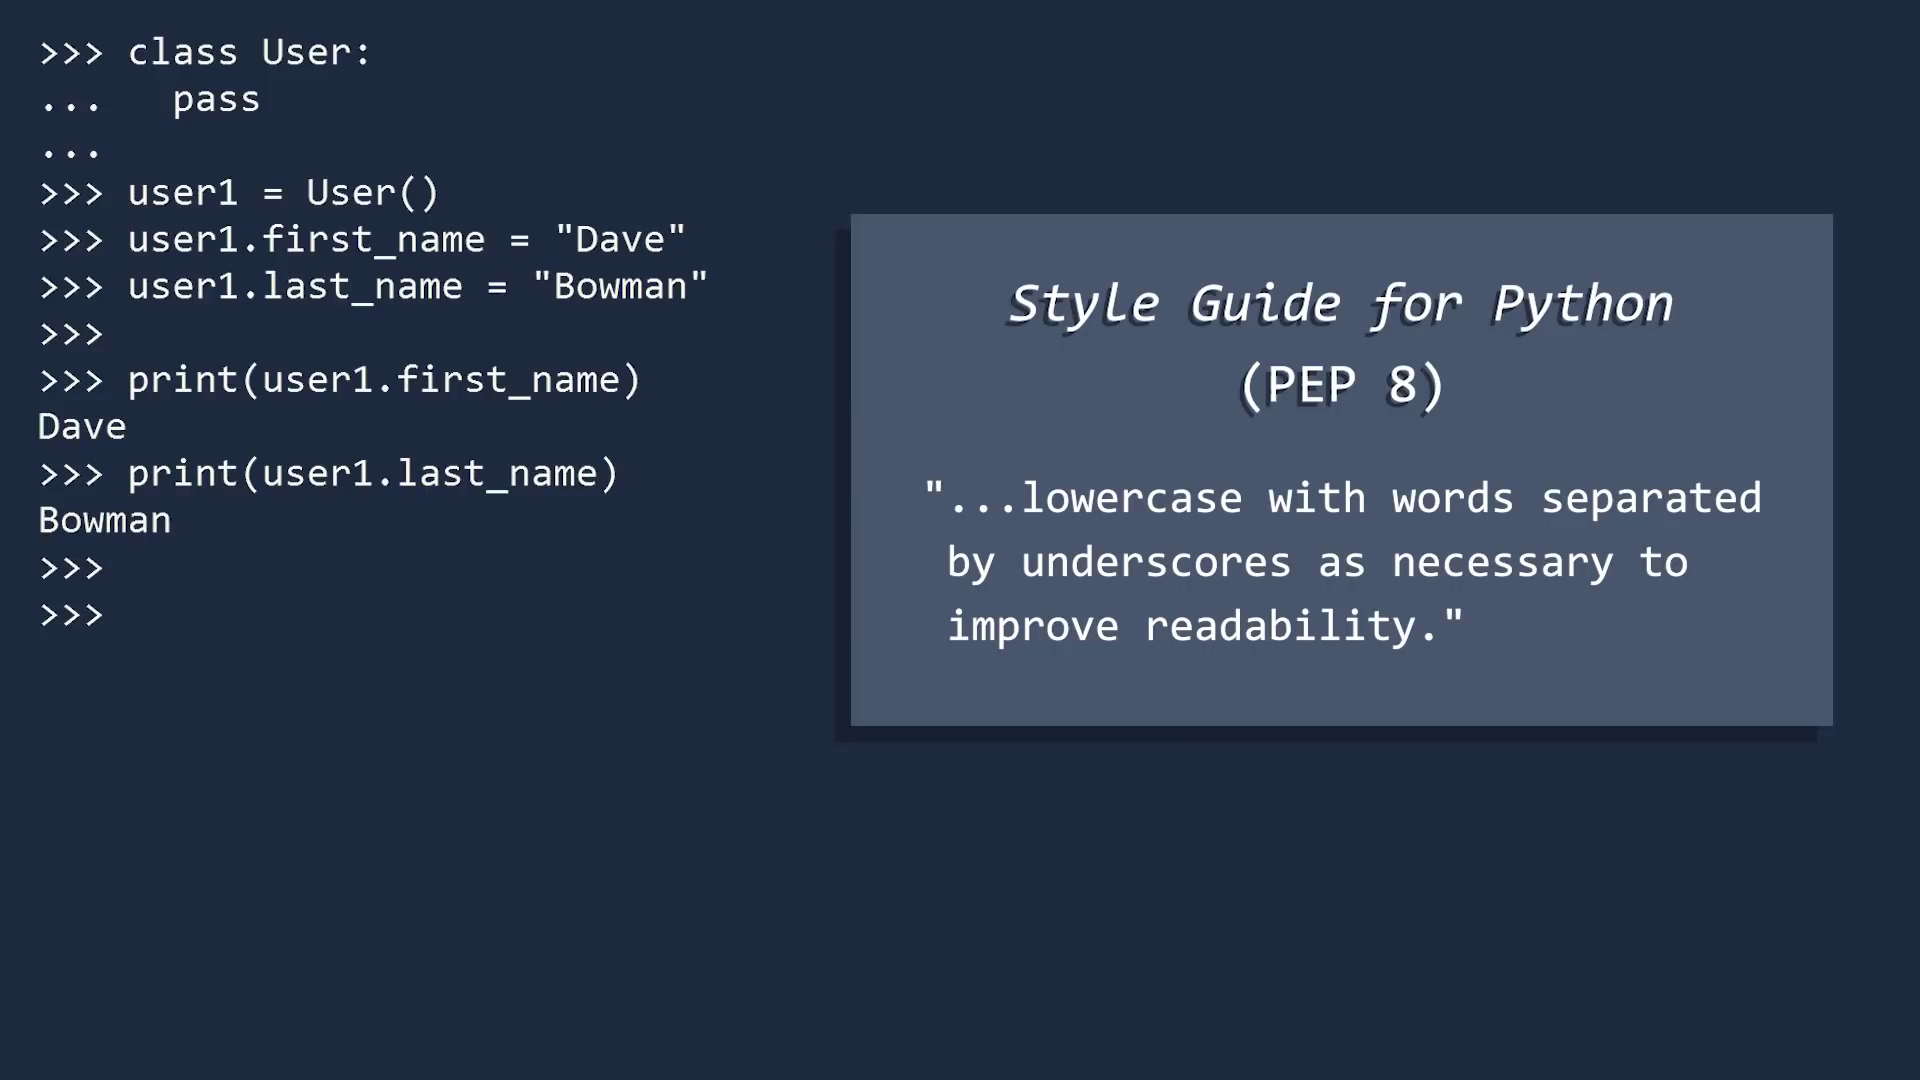 >>> class User:
...   pass
...
>>> user1 = User()
>>> user1.first_name = "Dave"
>>> user1.last_name = "Bowman"
>>>
>>> print(user1.first_name)
Dave
>>> print(user1.last_name)
Bowman
>>>
>>>
Style Guide for Python
(PEP 8)
"...lowercase with words separated
by underscores as necessary to
improve readability."